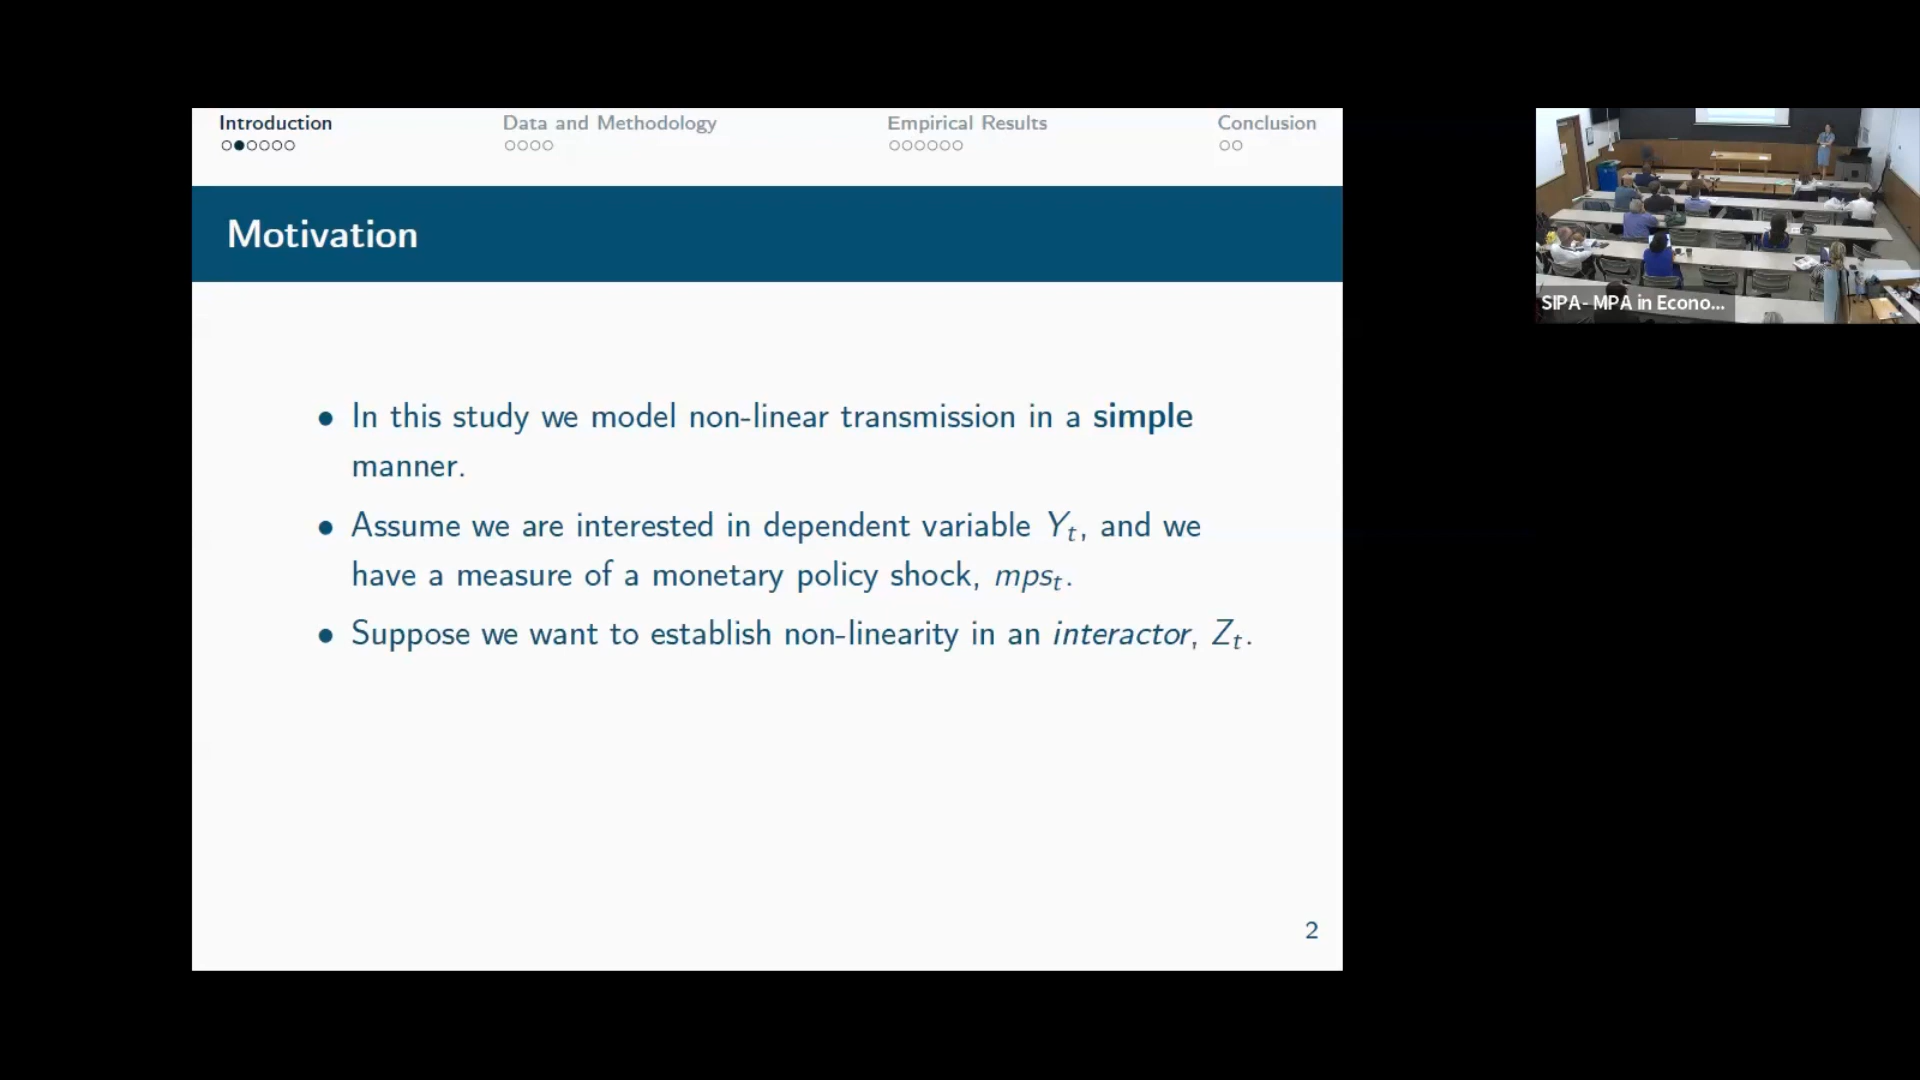 Introduction
Data and Methodology
Empirical Results
Conclusion
Motivation
• In this study we model non-linear transmission in a simple
manner.
• Assume we are interested in dependent variable Yₜ, and we
have a measure of a monetary policy shock, mpsₜ.
• Suppose we want to establish non-linearity in an interactor, Zₜ.
2
SIPA- MPA in Econo...